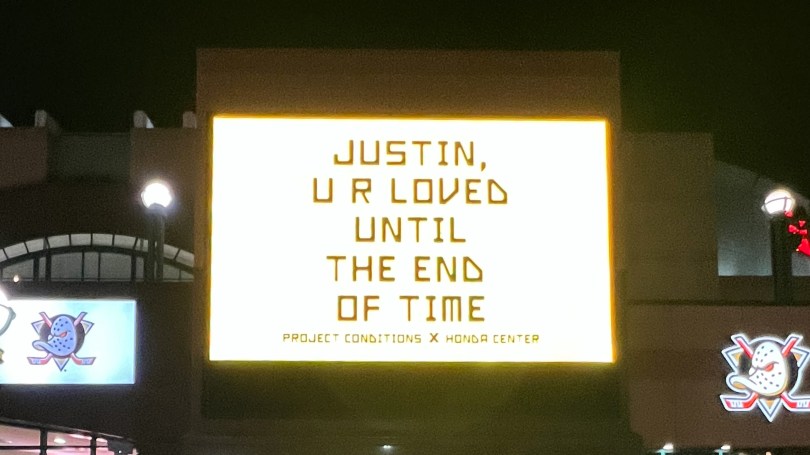 JUSTIN,
U R LOVED
UNTIL
THE END
OF TIME
PROJECT CONDITIONS X HONDA CENTER